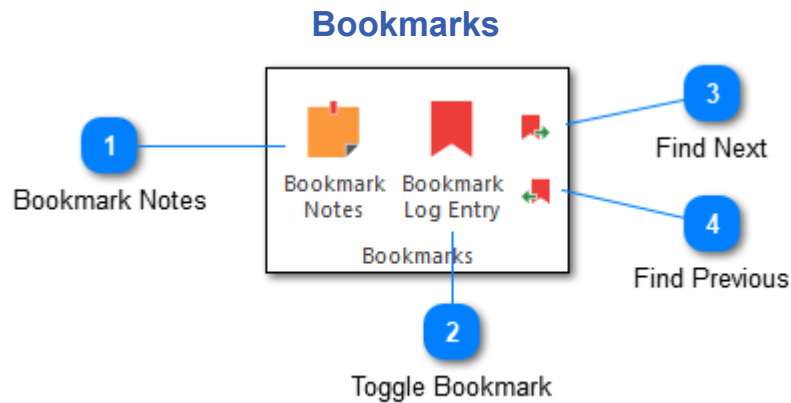 Bookmarks
1
Bookmark Notes
Bookmark
Notes
Bookmark
Log Entry
Bookmarks
3
Find Next
4
Find Previous
2
Toggle Bookmark